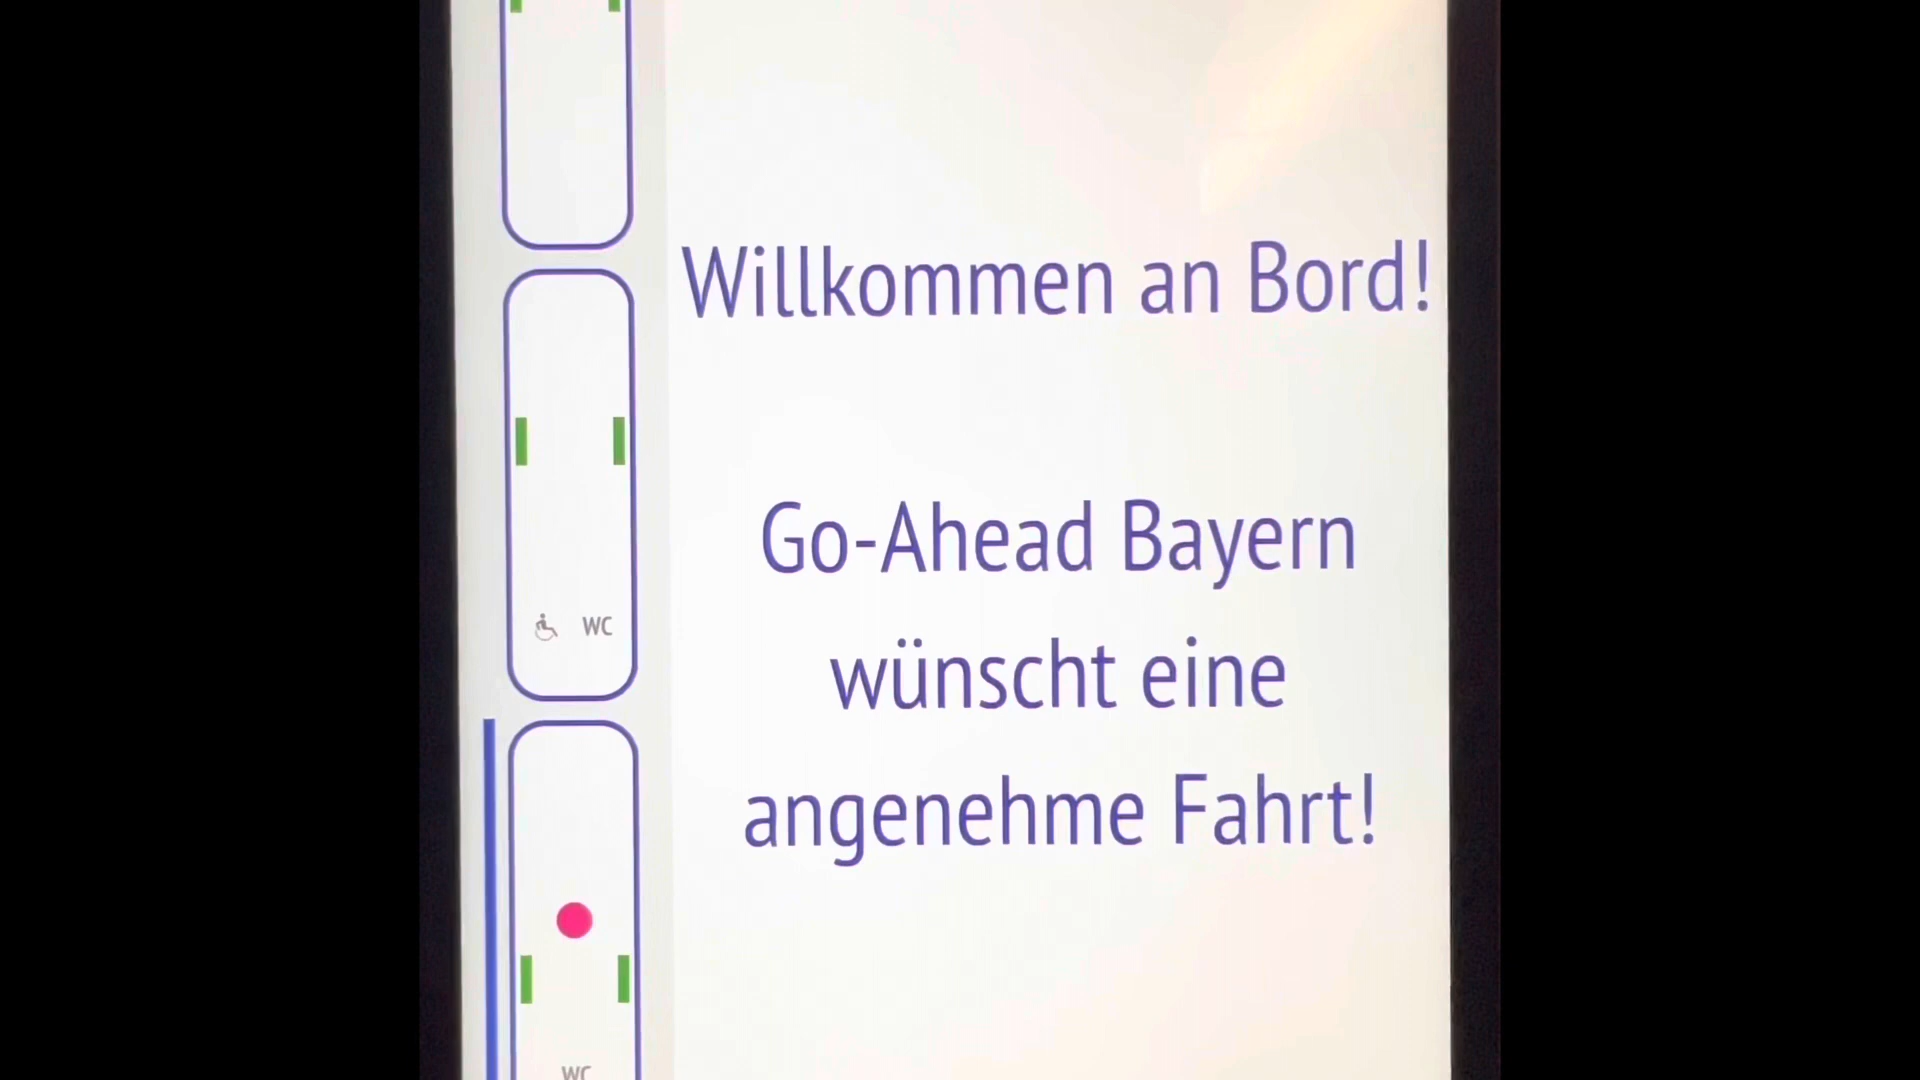 Willkommen an Bord!
Go-Ahead Bayern
wünscht eine
angenehme Fahrt!
WC
WC